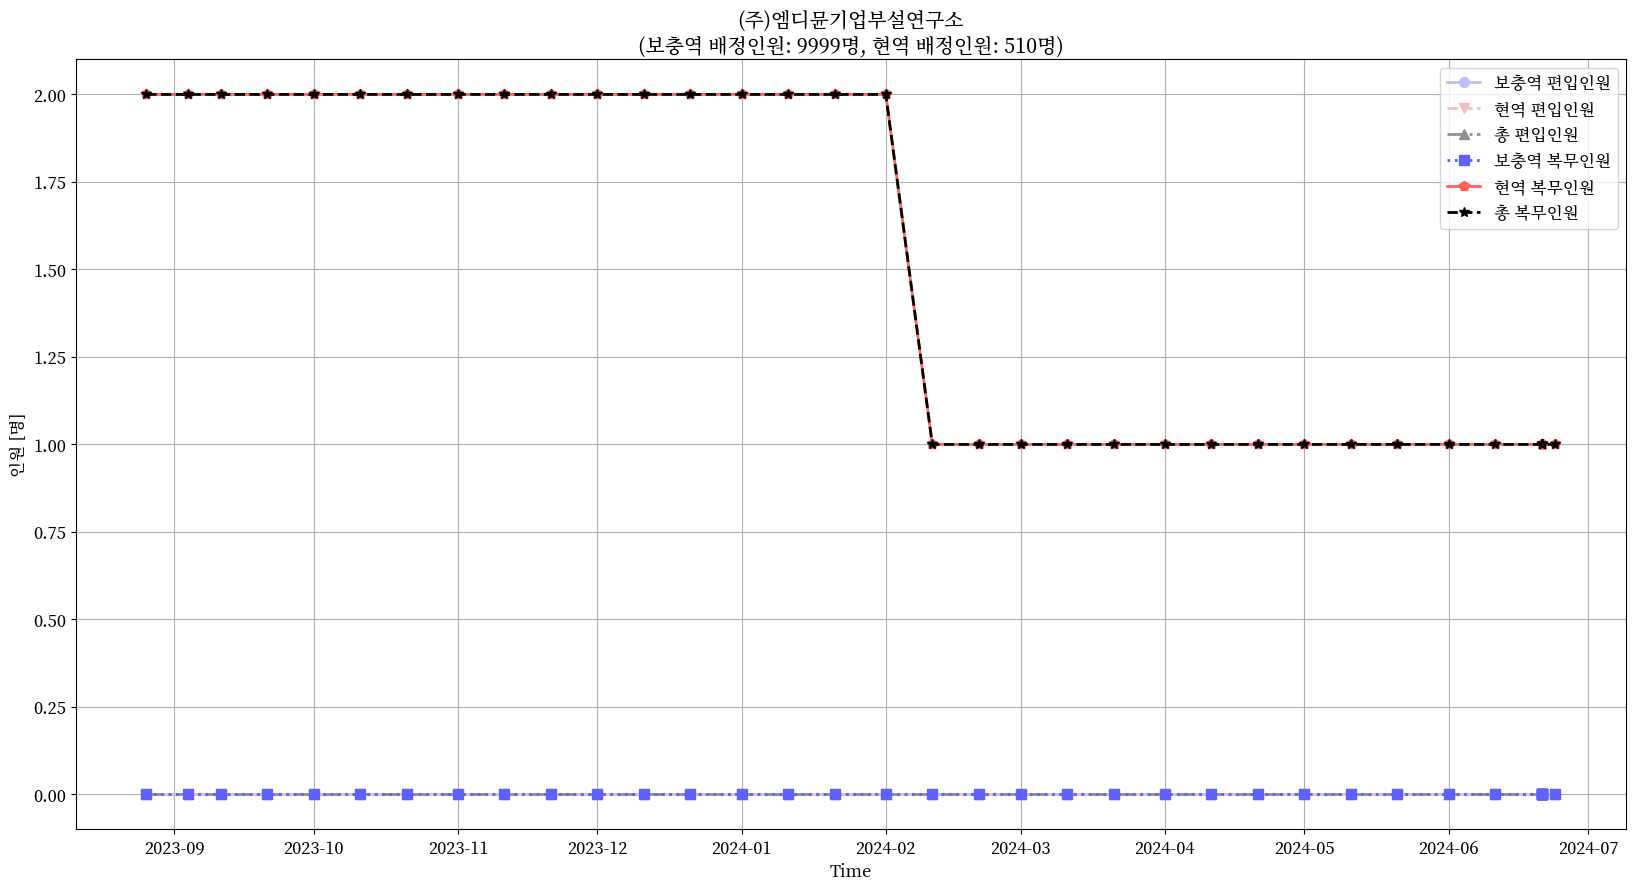 (주)엠디뮨기업부설연구소
(보충역 배정인원: 9999명, 현역 배정인원: 510명)
보충역 편입인원
현역 편입인원
총 편입인원
보충역 복무인원
현역 복무인원
총 복무인원
인원 [명]
2.00
1.75
1.50
1.25
1.00
0.75
0.50
0.25
0.00
2023-09
2023-10
2023-11
2023-12
2024-01
2024-02
2024-03
2024-04
2024-05
2024-06
2024-07
Time